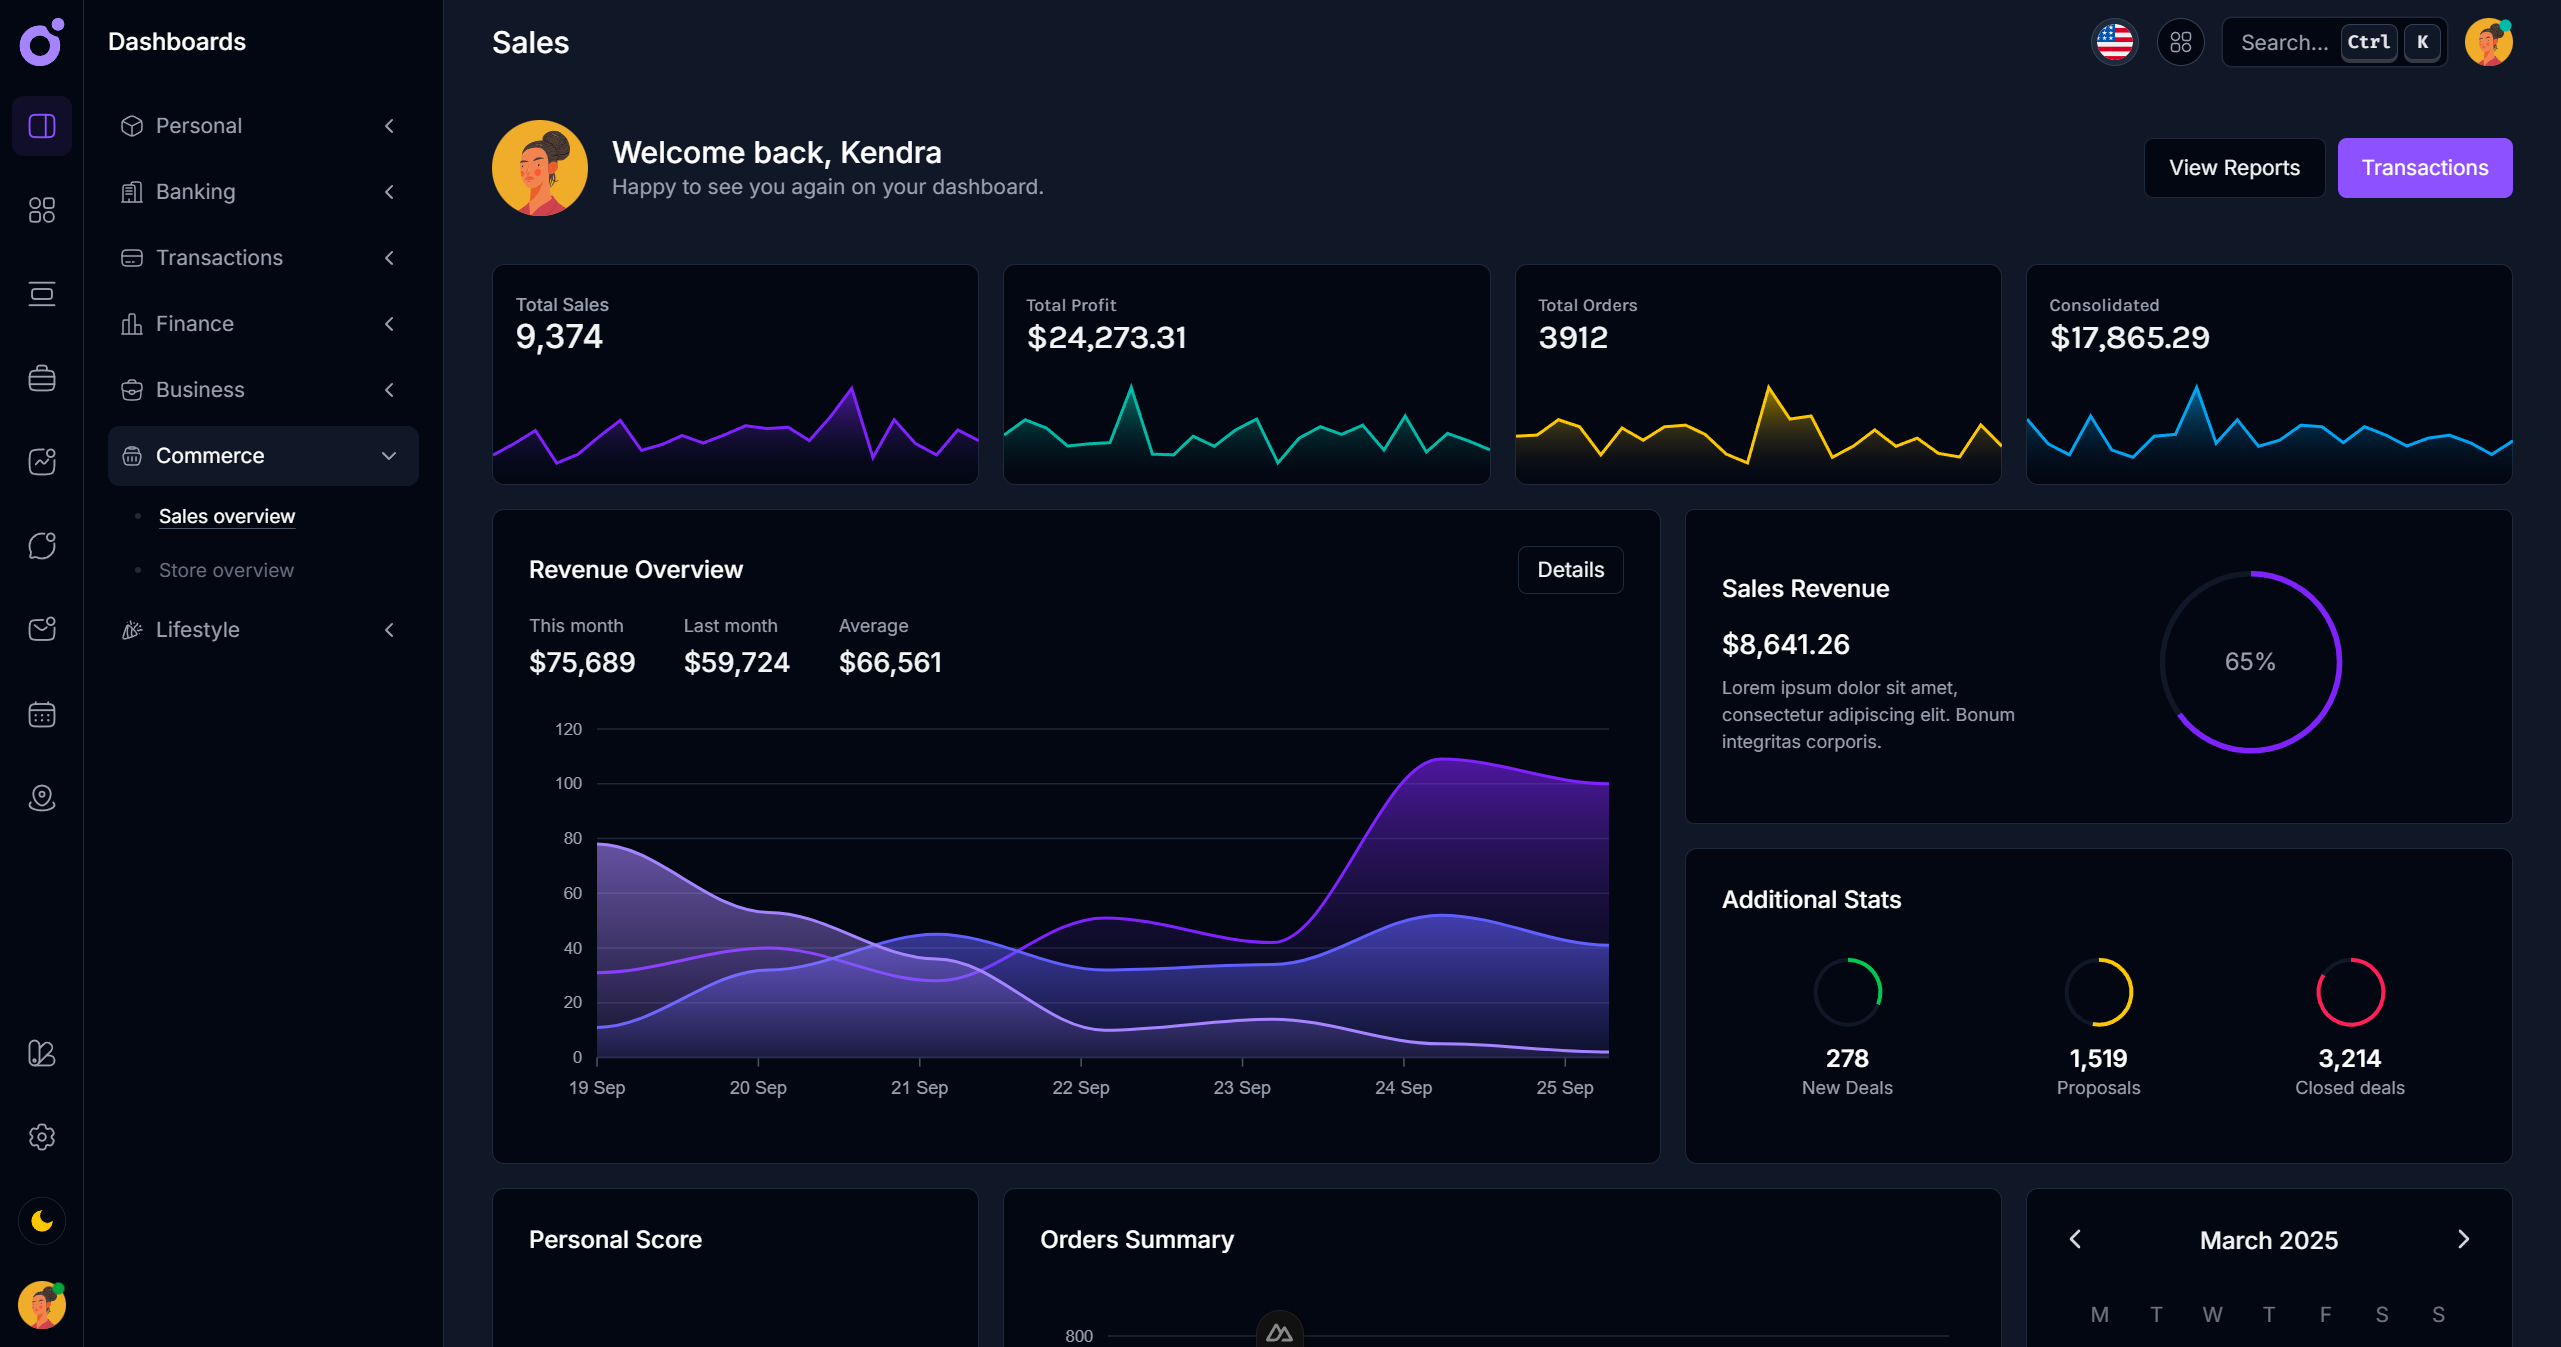 Dashboards
Personal
Banking
Transactions
Finance
Business
Commerce
Sales overview
Store overview
Lifestyle
Sales
Search...
Ctrl
K
Welcome back, Kendra
Happy to see you again on your dashboard.
View Reports
Transactions
Total Sales
9,374
Total Profit
$24,273.31
Total Orders
3912
Consolidated
$17,865.29
Revenue Overview
Details
This month
$75,689
Last month
$59,724
Average
$66,561
120
100
80
60
40
20
0
19 Sep
20 Sep
21 Sep
22 Sep
23 Sep
24 Sep
25 Sep
Sales Revenue
$8,641.26
Lorem ipsum dolor sit amet,
consectetur adipiscing elit. Bonum
integritas corporis.
65%
Additional Stats
278
New Deals
1,519
Proposals
3,214
Closed deals
Personal Score
Orders Summary
800
March 2025
M T W T F S S